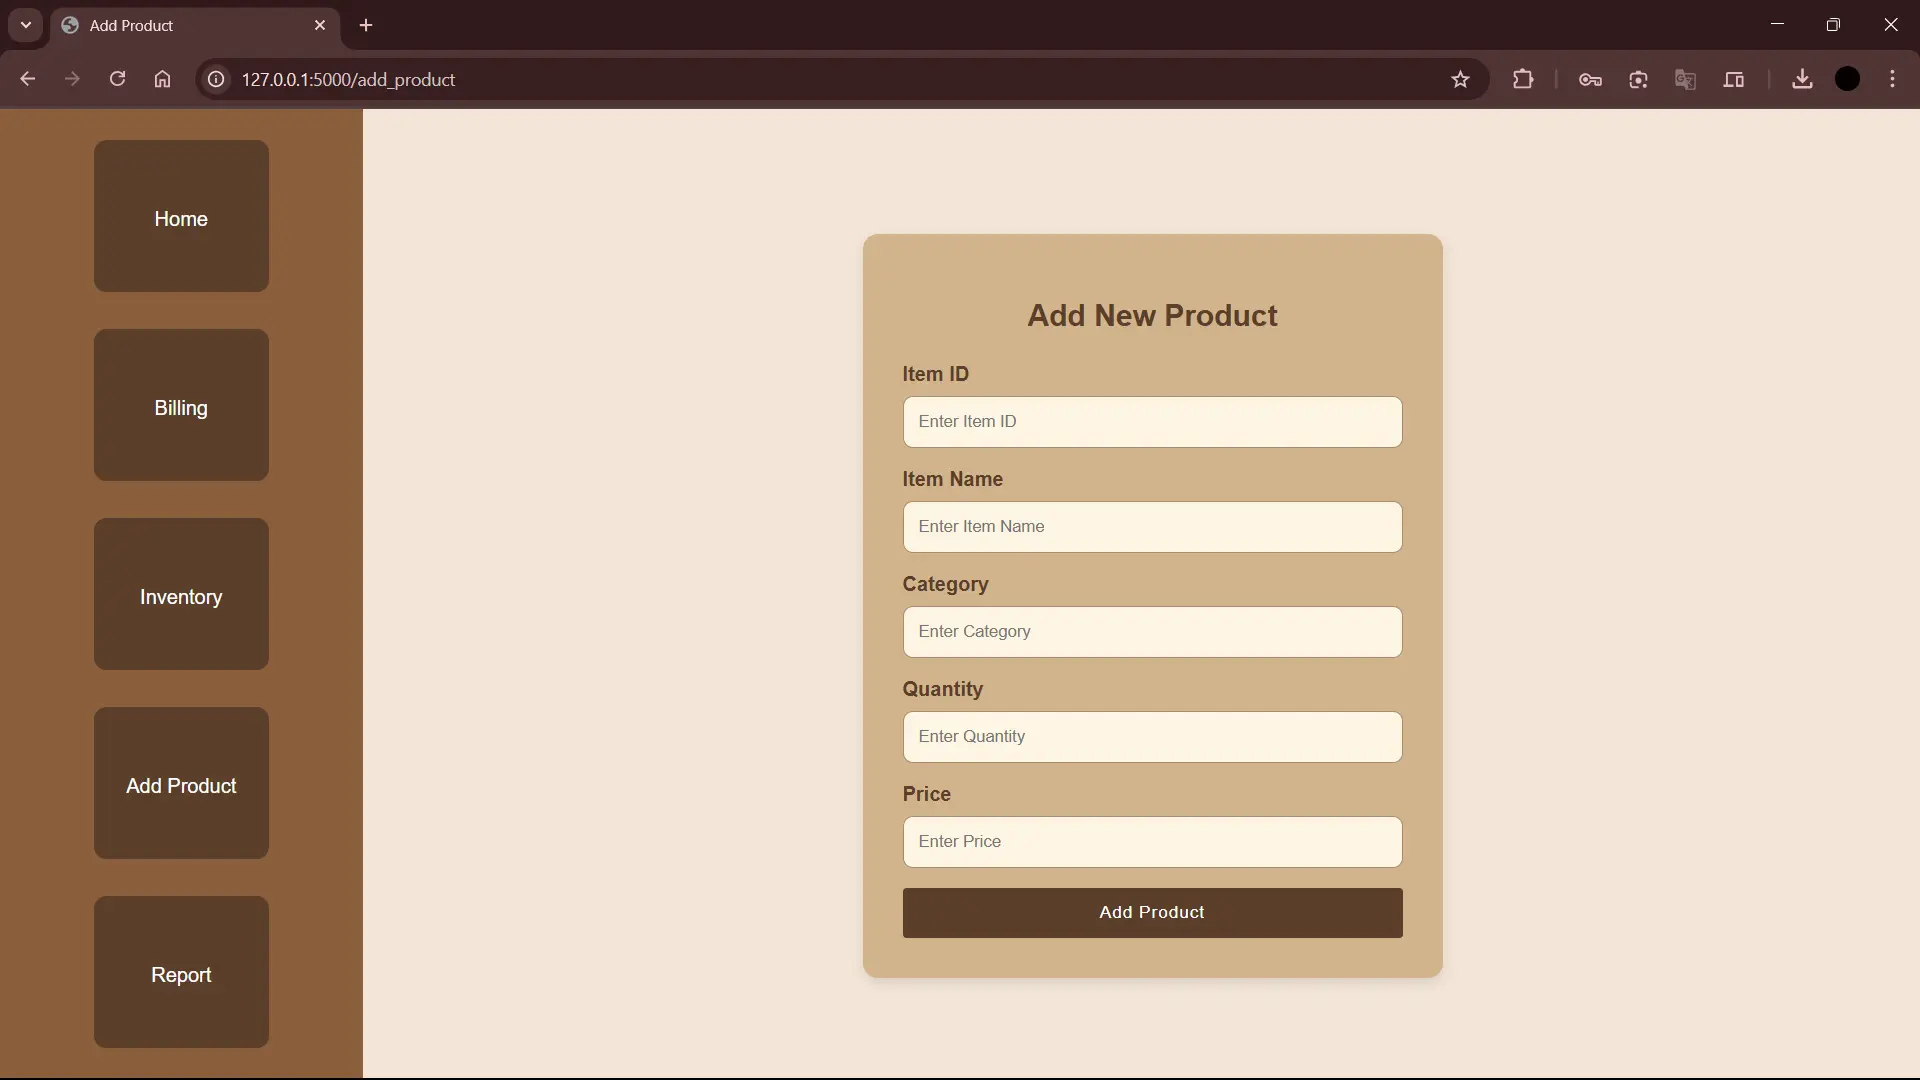 Add Product
127.0.0.1:5000/add_product
Home
Billing
Inventory
Add Product
Report
Add New Product
Item ID
Enter Item ID
Item Name
Enter Item Name
Category
Enter Category
Quantity
Enter Quantity
Price
Enter Price
Add Product